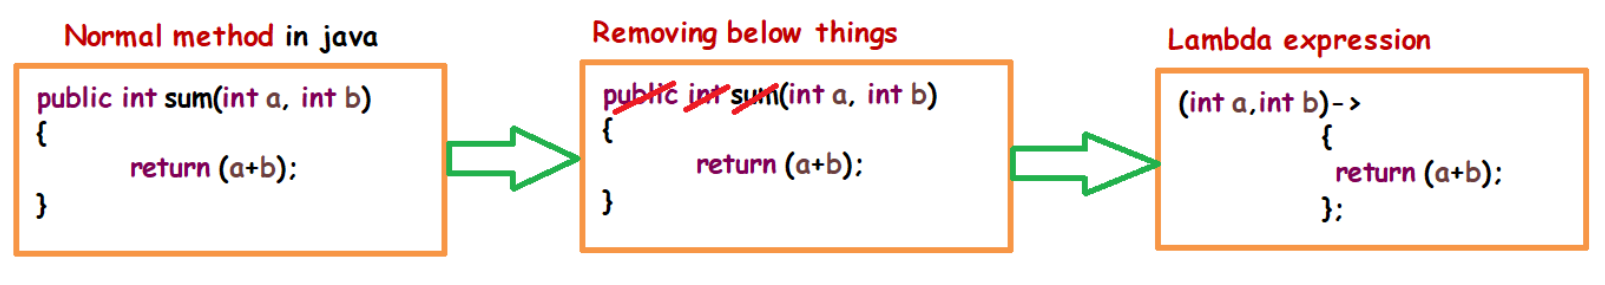 Normal method in java
public int sum(int a, int b)
{
return (a+b);
}
Removing below things
public int sum(int a, int b)
{
return (a+b);
}
Lambda expression
(int a,int b)->
{
return (a+b);
};